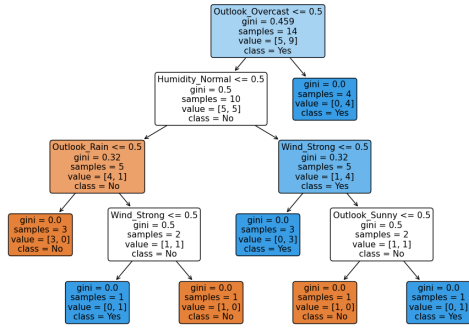 Outlook_Overcast <= 0.5
gini = 0.459
samples = 14
value = [5, 9]
class = Yes
Humidity_Normal <= 0.5
gini = 0.5
samples = 10
value = [5, 5]
class = No
gini = 0.0
samples = 4
value = [0, 4]
class = Yes
Outlook_Rain <= 0.5
gini = 0.32
samples = 5
value = [4, 1]
class = No
Wind_Strong <= 0.5
gini = 0.32
samples = 5
value = [1, 4]
class = Yes
gini = 0.0
samples = 3
value = [3, 0]
class = No
Wind_Strong <= 0.5
gini = 0.5
samples = 2
value = [1, 1]
class = No
gini = 0.0
samples = 3
value = [0, 3]
class = Yes
Outlook_Sunny <= 0.5
gini = 0.5
samples = 2
value = [1, 1]
class = No
gini = 0.0
samples = 1
value = [0, 1]
class = Yes
gini = 0.0
samples = 1
value = [1, 0]
class = No
gini = 0.0
samples = 1
value = [1, 0]
class = No
gini = 0.0
samples = 1
value = [0, 1]
class = Yes